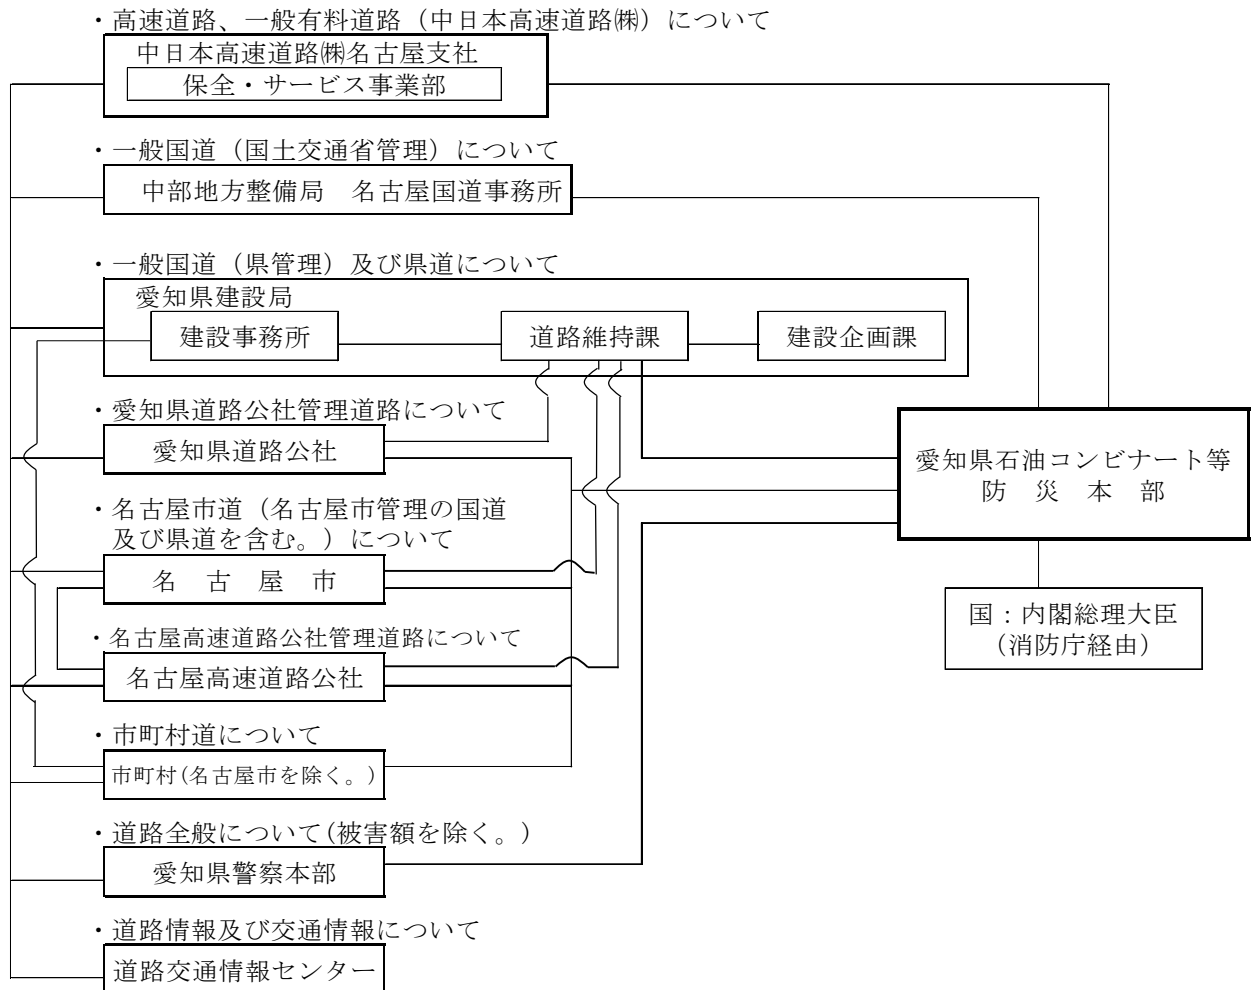 ・高速道路、一般有料道路（中日本高速道路㈱）について
中日本高速道路㈱名古屋支社
保全・サービス事業部
・一般国道（国土交通省管理）について
中部地方整備局　名古屋国道事務所
・一般国道（県管理）及び県道について
愛知県建設局
建設事務所
道路維持課
建設企画課
・愛知県道路公社管理道路について
愛知県道路公社
愛知県石油コンビナート等
防　災　本　部
・名古屋市道（名古屋市管理の国道
及び県道を含む。）について
名　古　屋　市
国：内閣総理大臣
（消防庁経由）
・名古屋高速道路公社管理道路について
名古屋高速道路公社
・市町村道について
市町村(名古屋市を除く。)
・道路全般について(被害額を除く。)
愛知県警察本部
・道路情報及び交通情報について
道路交通情報センター